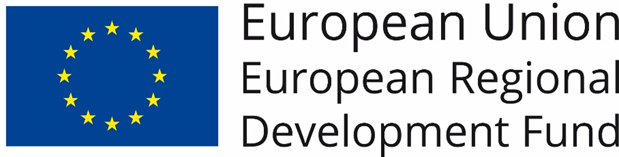 European Union
European Regional
Development Fund